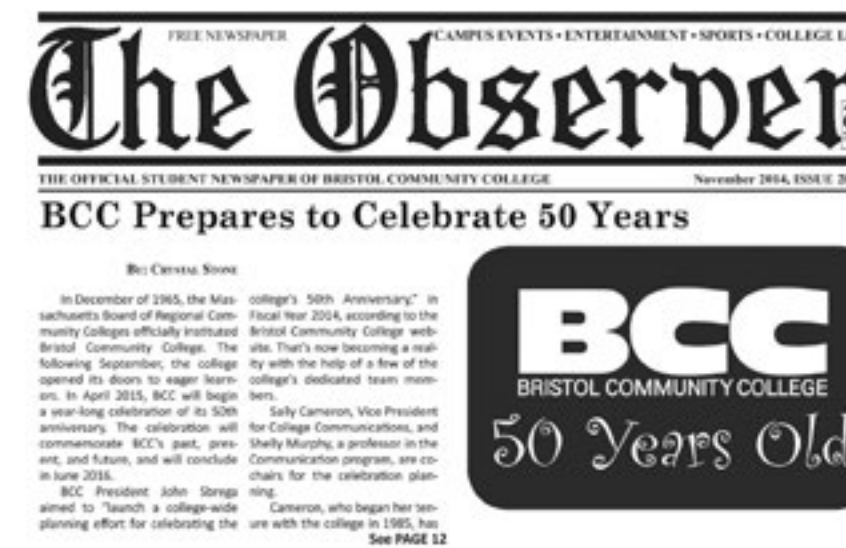 FREE NEWSPAPER
CAMPUS EVENTS • ENTERTAINMENT • SPORTS • COLLEGE
The Observer
THE OFFICIAL STUDENT NEWSPAPER OF BRISTOL COMMUNITY COLLEGE
November 2014, ISSUE
BCC Prepares to Celebrate 50 Years
By: Crystal Stone
In December of 1965, the Mas-
sachusetts Board of Regional Com-
munity Colleges officially instituted
Bristol Community College. The
following September, the college
opened its doors to eager learn-
ers. In April 2015, BCC will begin
a year-long celebration of its 50th
anniversary. The celebration will
commemorate BCC's past, pres-
ent, and future, and will conclude
in June 2016.
BCC President John Sbrega
aimed to "launch a college-wide
planning effort for celebrating the
college's 50th Anniversary," in
Fiscal Year 2014, according to the
Bristol Community College web-
site. That's now becoming a real-
ity with the help of a few of the
college's dedicated team mem-
bers.
Sally Cameron, Vice President
for College Communications, and
Shelly Murphy, a professor in the
Communication program, are co-
chairs for the celebration plan-
ning.
Cameron, who began her ten-
ure with the college in 1985, has
See PAGE 12
BCC
BRISTOL COMMUNITY COLLEGE
50 Years Old